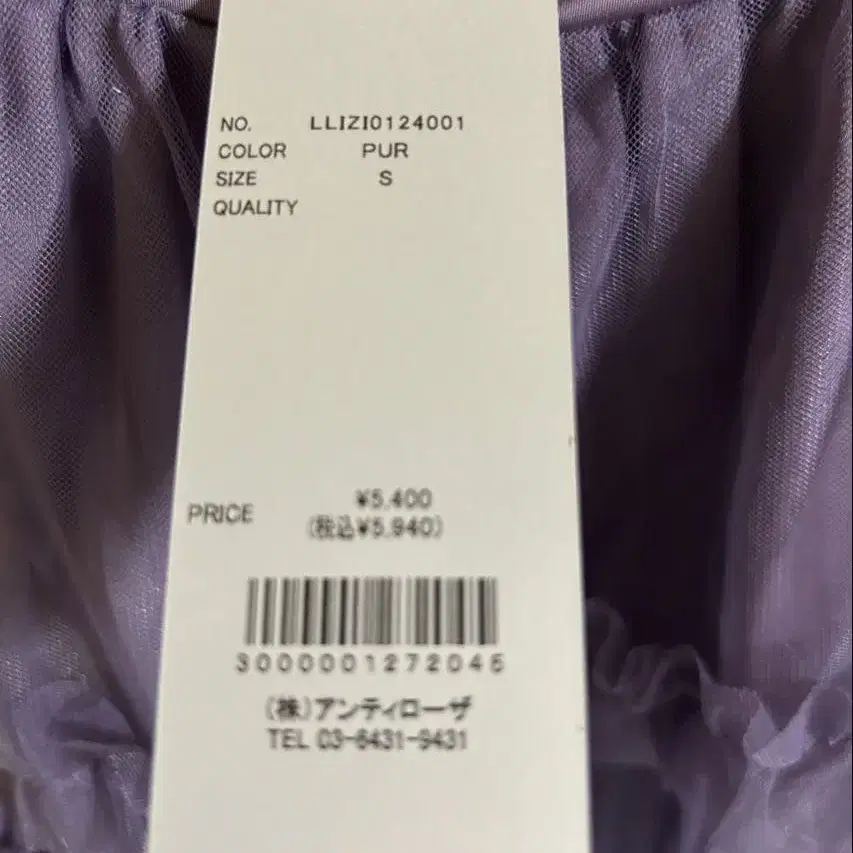 NO. LLIZI0124001
COLOR PUR
SIZE S
QUALITY
PRICE ¥5,400
(税込¥5,940)
3000001272046
(株)アンティローザ
TEL 03-6431-9431